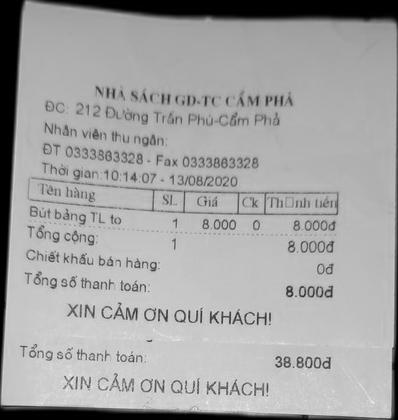 NHÀ SÁCH GD-TC CẨM PHẢ
ĐC: 212 Đường Trần Phú-Cẩm Phả
Nhân viên thu ngân:
ĐT 0333863328 - Fax 0333863328
Thời gian:10:14:07 - 13/08/2020
Tên hàng SL Giá Ck Th□nh tiền
Bút bảng TL to 1 8.000 0 8.000đ
Tổng cộng: 1 8.000đ
Chiết khấu bán hàng: 0đ
Tổng số thanh toán: 8.000đ
XIN CẢM ƠN QUÍ KHÁCH!
Tổng số thanh toán: 38.800đ
XIN CẢM ƠN QUÍ KHÁCH!